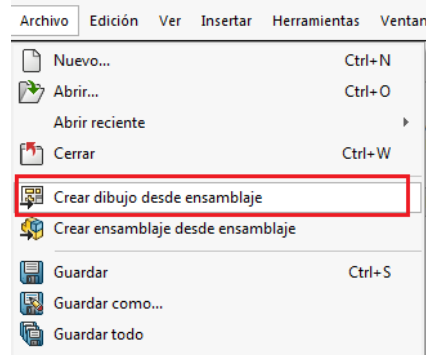 Archivo Edición Ver Insertar Herramientas
Nuevo... Ctrl+N
Abrir... Ctrl+O
Abrir reciente
Cerrar Ctrl+W
Crear dibujo desde ensamblaje
Crear ensamblaje desde ensamblaje
Guardar Ctrl+S
Guardar como...
Guardar todo